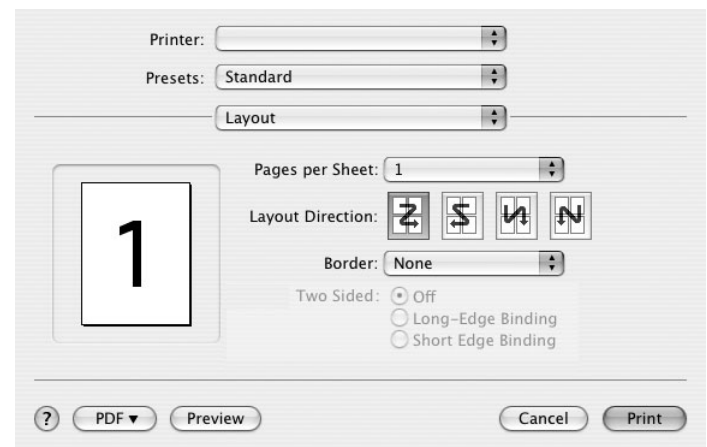 Printer:
Presets: Standard
Layout
Pages per Sheet: 1
Layout Direction:
1
Border: None
Two Sided: Off
Long-Edge Binding
Short Edge Binding
? PDF ▼ Preview Cancel Print